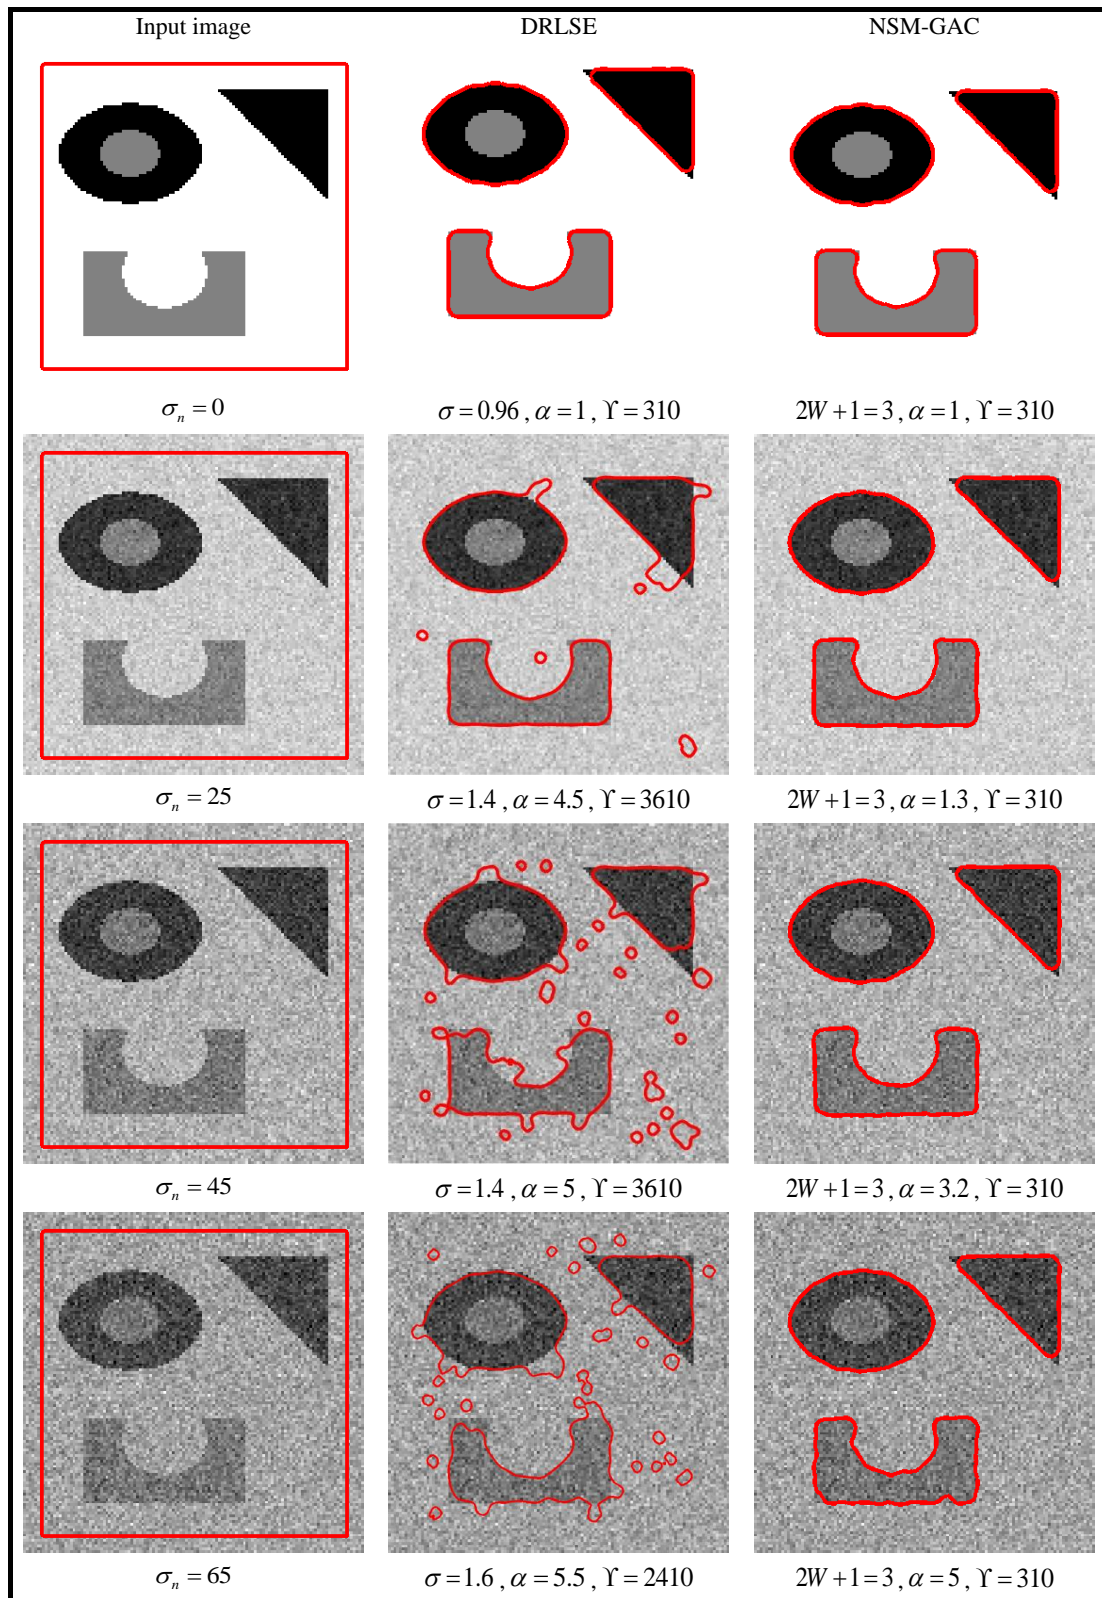 Input image DRLSE NSM-GAC
σₙ = 0 σ = 0.96 , α = 1 , ϒ = 310 2W + 1 = 3 , α = 1 , ϒ = 310
σₙ = 25 σ = 1.4 , α = 4.5 , ϒ = 3610 2W + 1 = 3 , α = 1.3 , ϒ = 310
σₙ = 45 σ = 1.4 , α = 5 , ϒ = 3610 2W + 1 = 3 , α = 3.2 , ϒ = 310
σₙ = 65 σ = 1.6 , α = 5.5 , ϒ = 2410 2W + 1 = 3 , α = 5 , ϒ = 310